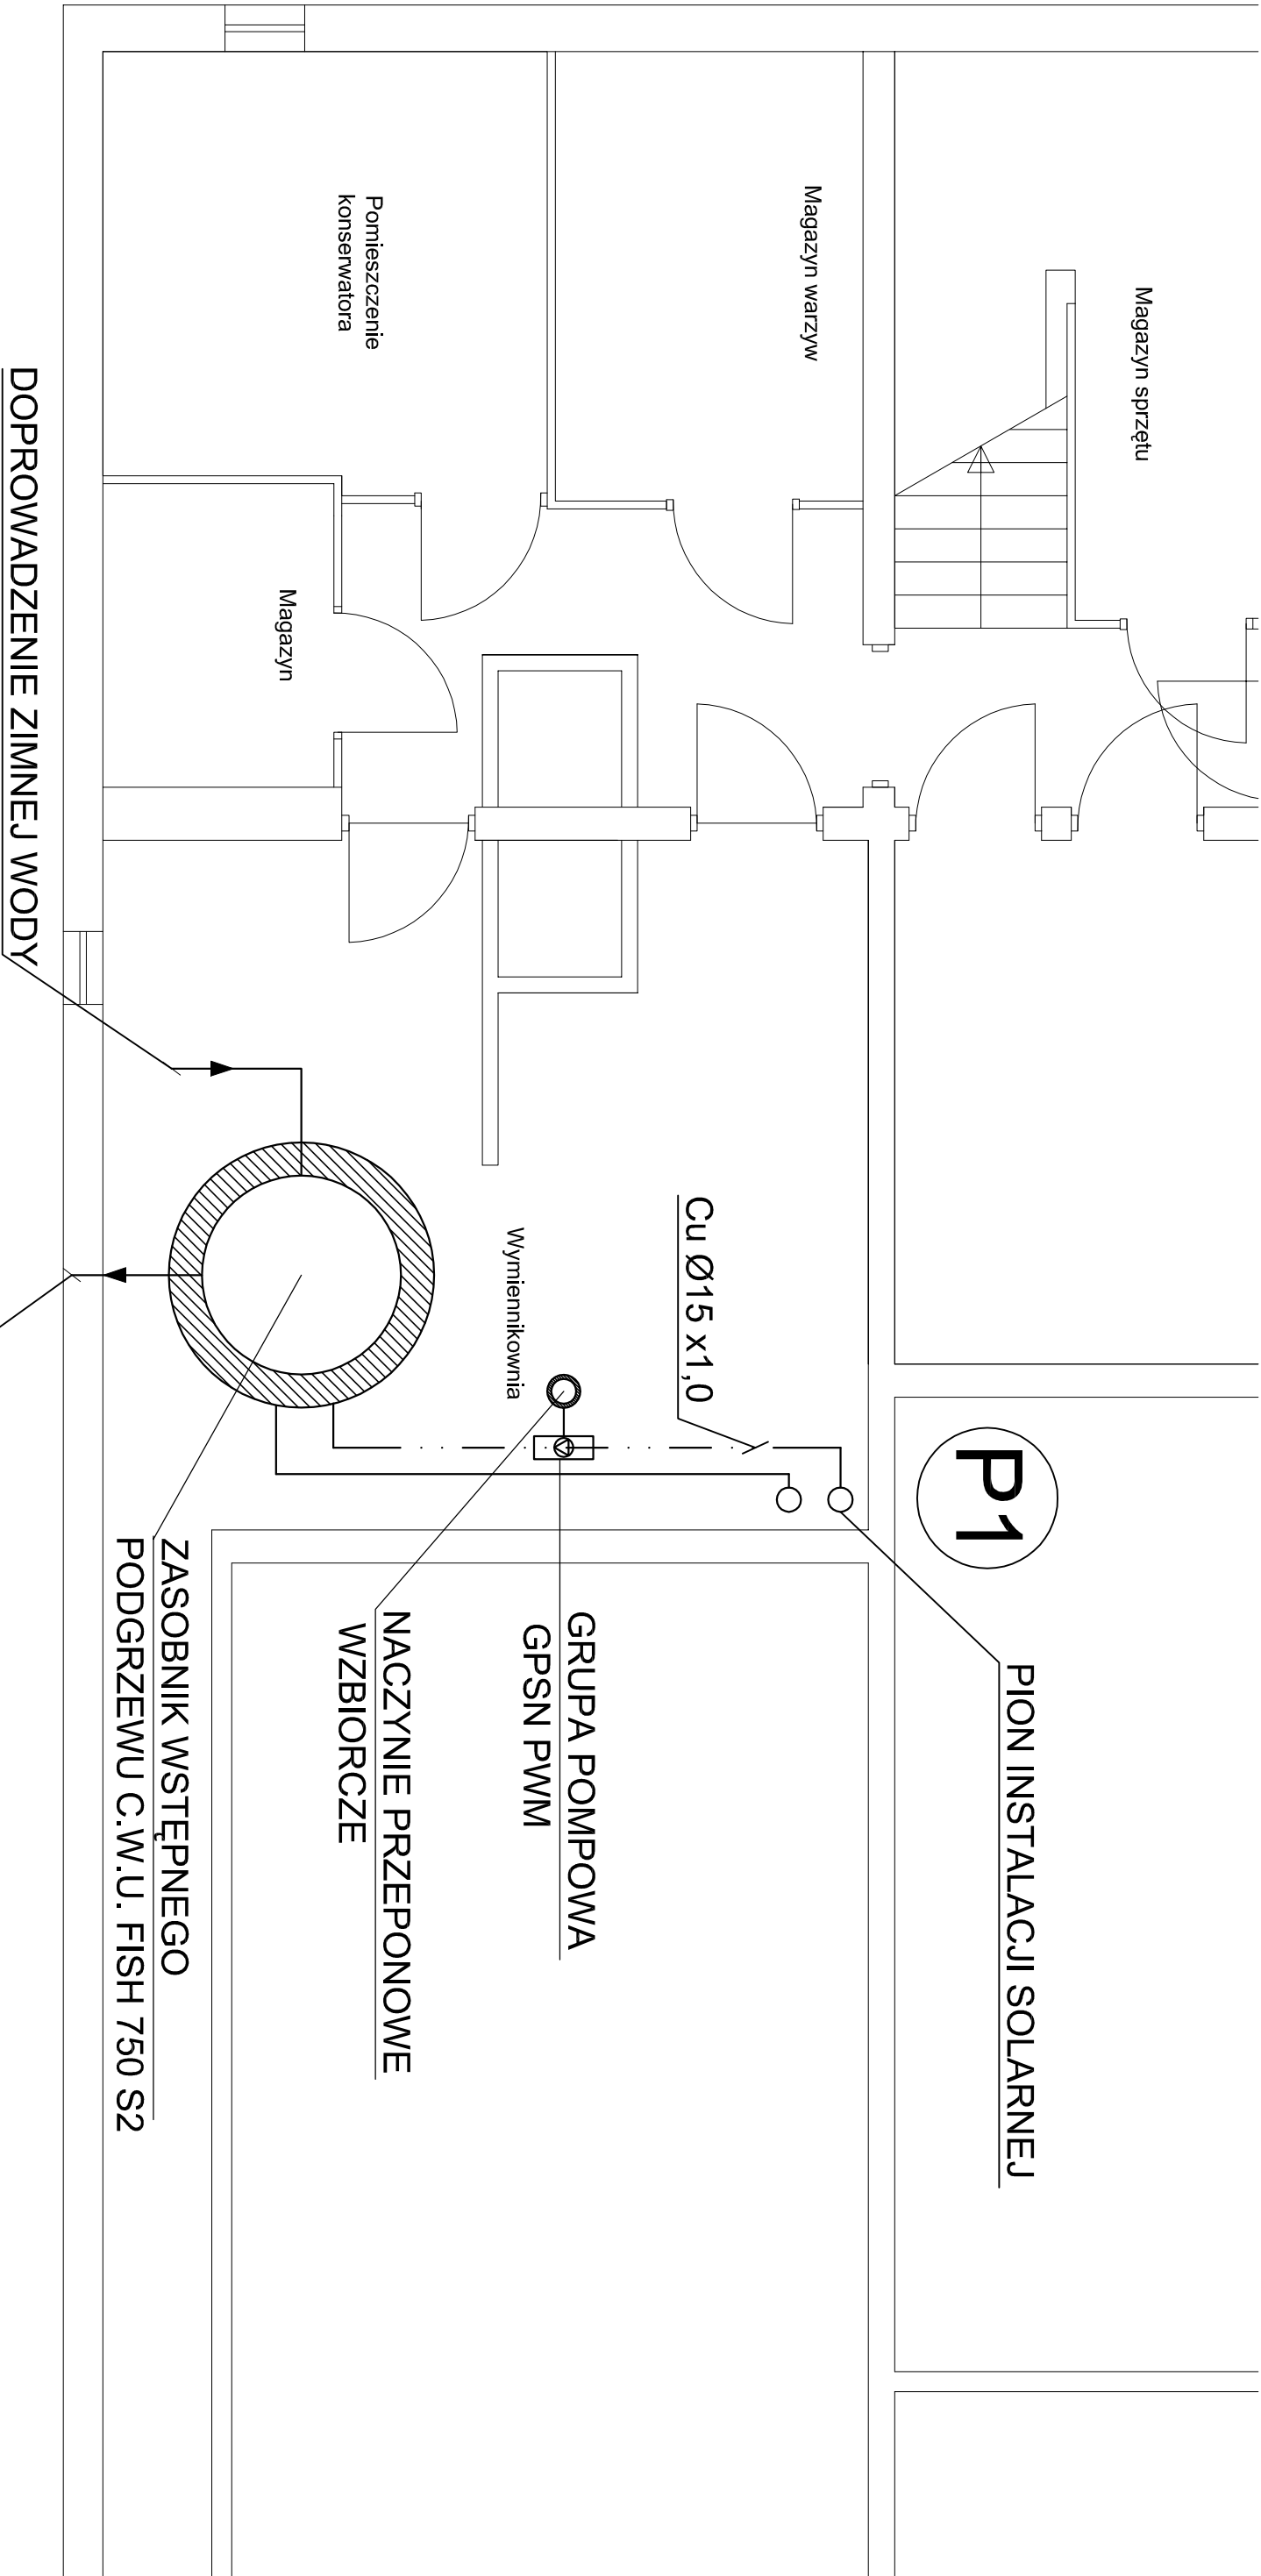 Magazyn sprzętu
Magazyn warzyw
Pomieszczenie
konserwatora
Magazyn
DOPROWADZENIE ZIMNEJ WODY
P1
PION INSTALACJI SOLARNEJ
Cu Ø15 x1,0
Wymiennikownia
GRUPA POMPOWA
GPSN PWM
NACZYNIE PRZEPONOWE
WZBIORCZE
ZASOBNIK WSTĘPNEGO
PODGRZEWU C.W.U. FISH 750 S2